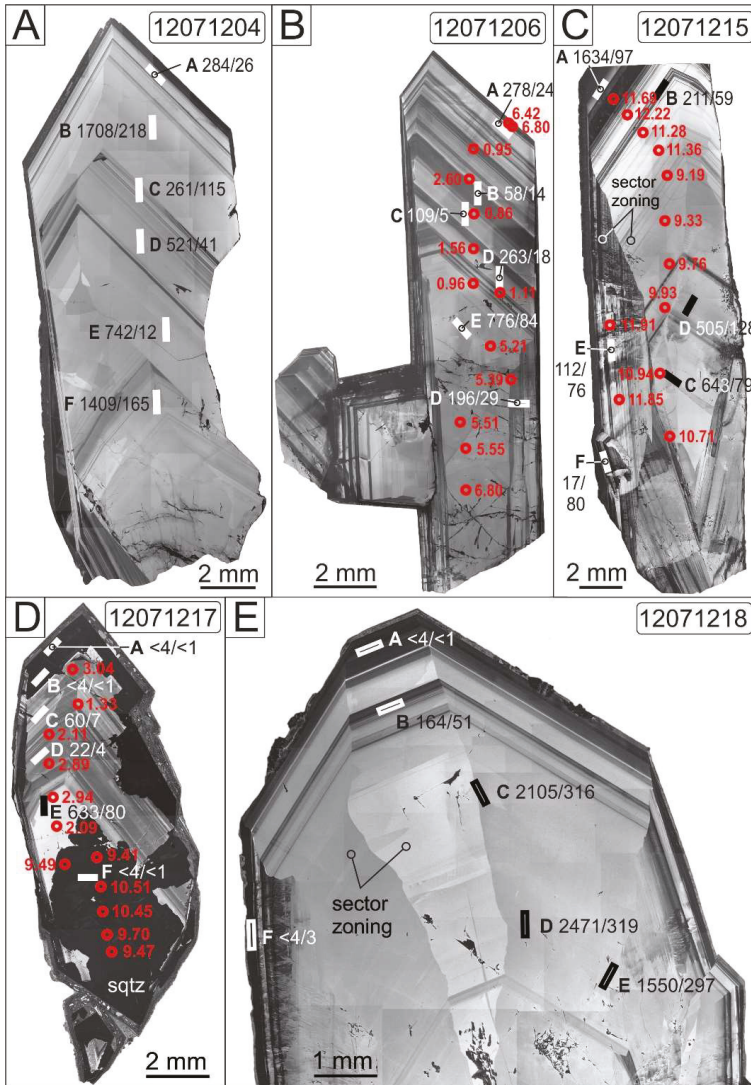 A
12071204
A 284/26
B 1708/218
C 261/115
D 521/41
E 742/12
F 1409/165
2 mm
B
12071206
A 278/24
6.42
6.80
0.95
2.60
B 58/14
C 109/5
0.86
1.56
D 263/18
0.96
1.11
E 776/84
5.21
5.39
D 196/29
5.51
5.55
6.80
2 mm
C
12071215
A 1634/97
11.69
B 211/59
12.22
11.28
11.36
9.19
sector
zoning
9.33
9.76
9.93
D 505/128
11.91
E
112/
76
10.94
C 643/79
11.85
10.71
F
17/
80
2 mm
D
12071217
A <4/<1
3.04
B <4/<1
1.33
C 60/7
2.11
D 22/4
2.89
2.94
E 633/80
2.09
9.49
9.41
F <4/<1
10.51
10.45
9.70
9.47
sqtz
2 mm
E
12071218
A <4/<1
B 164/51
C 2105/316
sector
zoning
D 2471/319
F <4/3
E 1550/297
1 mm